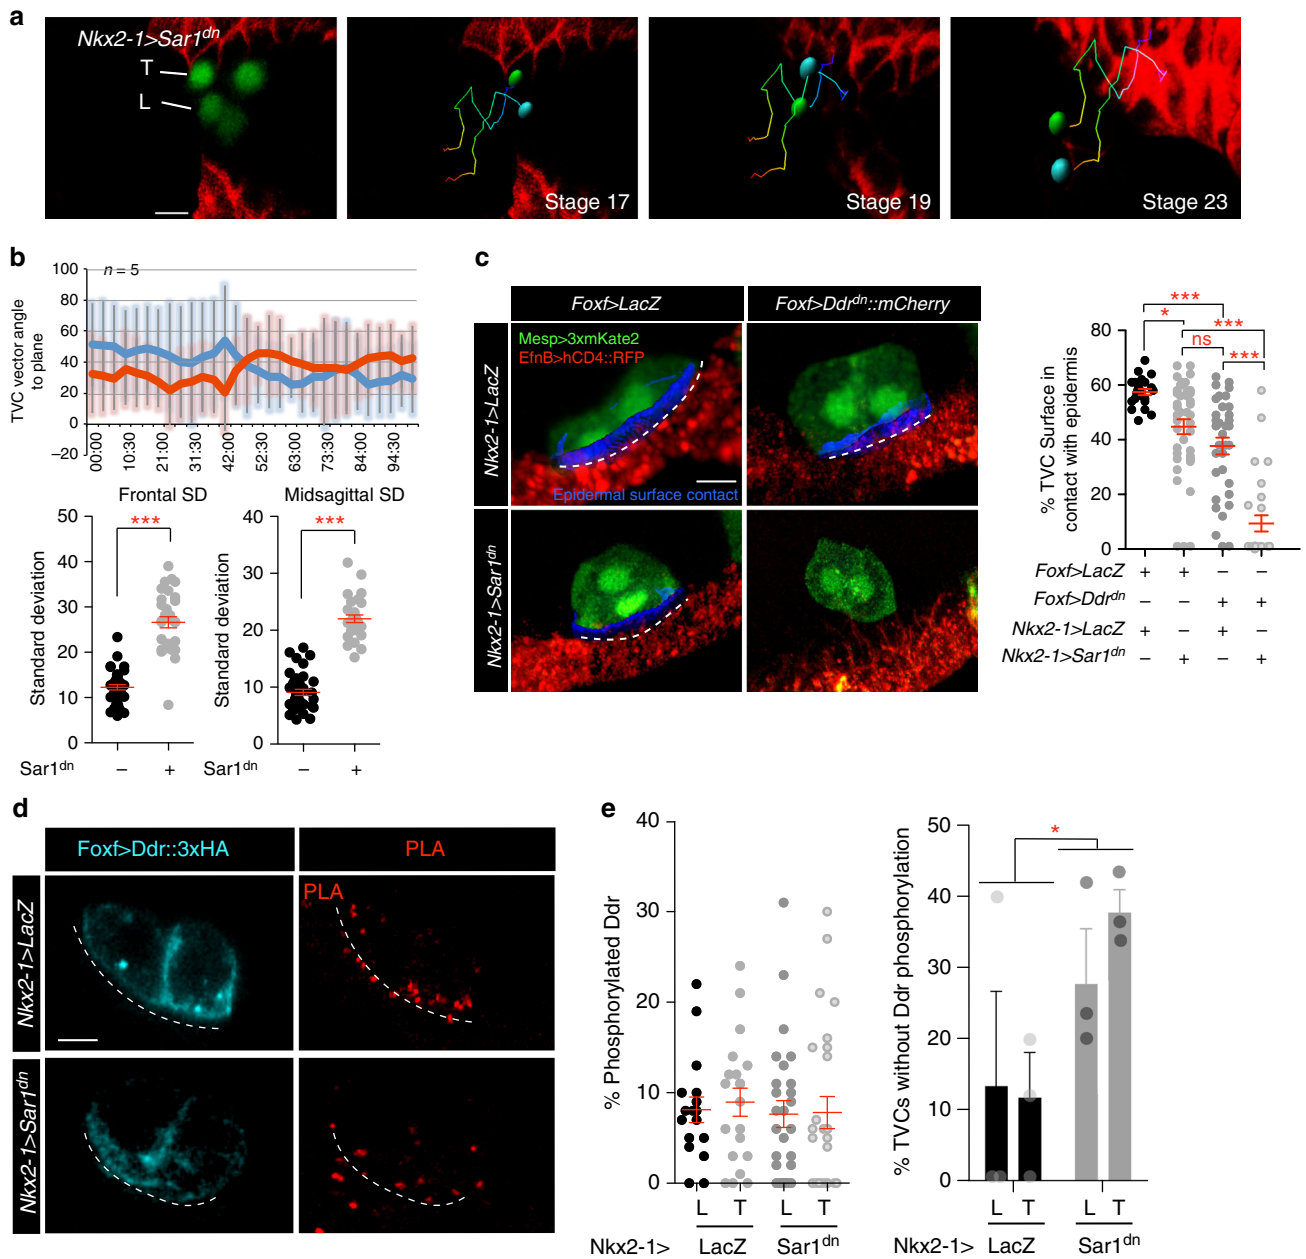 a
Nkx2-1>Sar1dn
T
L
Stage 17
Stage 19
Stage 23
b
n = 5
TVC vector angle
to plane
100
80
60
40
20
0
–20
00:00
10:30
21:00
31:30
42:00
52:30
63:00
73:30
84:00
94:30
Frontal SD
Midsagittal SD
Standard deviation
50
40
30
20
10
0
***
Sar1dn
–
+
Standard deviation
40
30
20
10
0
***
Sar1dn
–
+
c
Foxf>LacZ
Foxf>Ddrdn::mCherry
Nkx2-1>LacZ
Nkx2-1>Sar1dn
Mesp>3xmKate2
EfnB>hCD4::RFP
Epidermal surface contact
% TVC Surface in
contact with epidermis
80
60
40
20
0
***
*
***
ns
***
Foxf>LacZ + + – –
Foxf>Ddrdn – – + +
Nkx2-1>LacZ + – + –
Nkx2-1>Sar1dn – + – +
d
Foxf>Ddr::3xHA
PLA
Nkx2-1>LacZ
PLA
Nkx2-1>Sar1dn
e
% Phosphorylated Ddr
40
30
20
10
0
L T L T
Nkx2-1> LacZ Sar1dn
% TVCs without Ddr phosphorylation
50
40
30
20
10
0
*
L T L T
Nkx2-1> LacZ Sar1dn